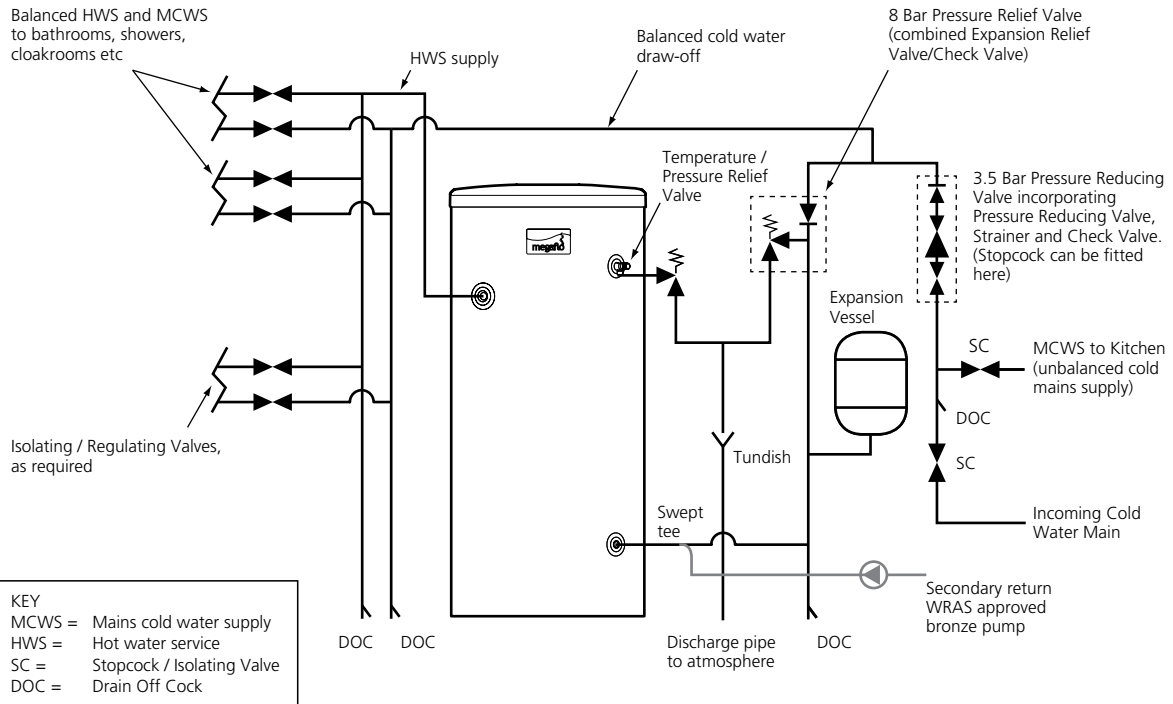 Balanced HWS and MCWS
to bathrooms, showers,
cloakrooms etc
HWS supply
Balanced cold water
draw-off
8 Bar Pressure Relief Valve
(combined Expansion Relief
Valve/Check Valve)
Temperature /
Pressure Relief
Valve
3.5 Bar Pressure Reducing
Valve incorporating
Pressure Reducing Valve,
Strainer and Check Valve.
(Stopcock can be fitted
here)
megaflo
Expansion
Vessel
SC
MCWS to Kitchen
(unbalanced cold
mains supply)
DOC
Isolating / Regulating Valves,
as required
Tundish
SC
Swept
tee
Incoming Cold
Water Main
Secondary return
WRAS approved
bronze pump
DOC
DOC
Discharge pipe
to atmosphere
DOC
KEY
MCWS = Mains cold water supply
HWS = Hot water service
SC = Stopcock / Isolating Valve
DOC = Drain Off Cock